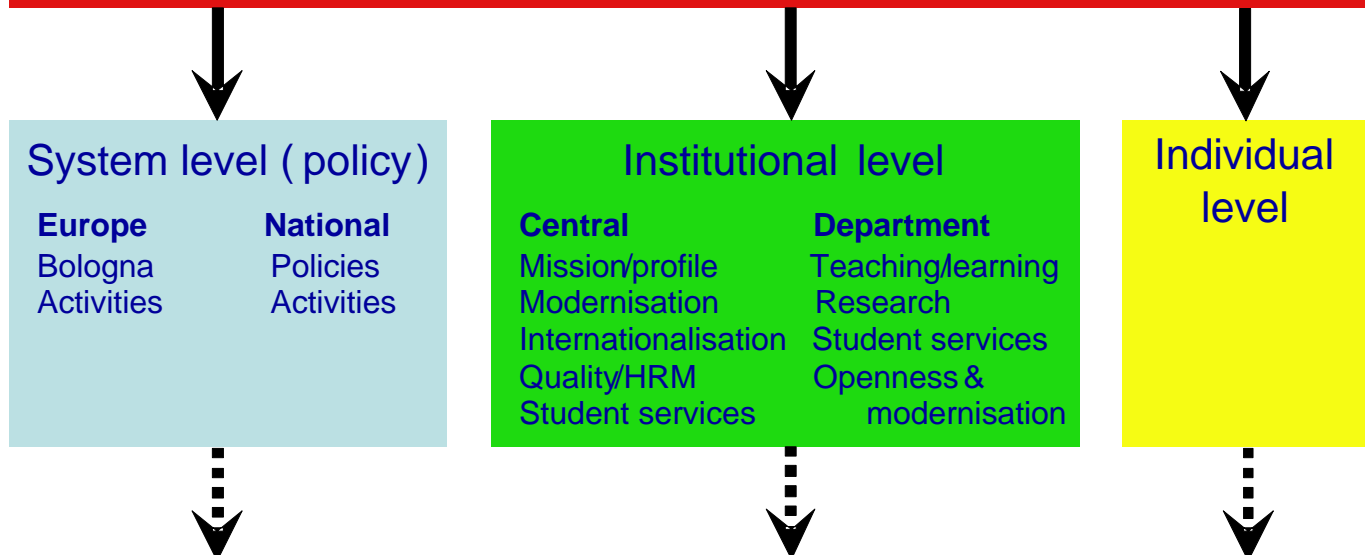 System level (policy)
Europe National
Bologna Policies
Activities Activities
Institutional level
Central Department
Mission/profile Teaching/learning
Modernisation Research
Internationalisation Student services
Quality/HRM Openness &
Student services modernisation
Individual
level